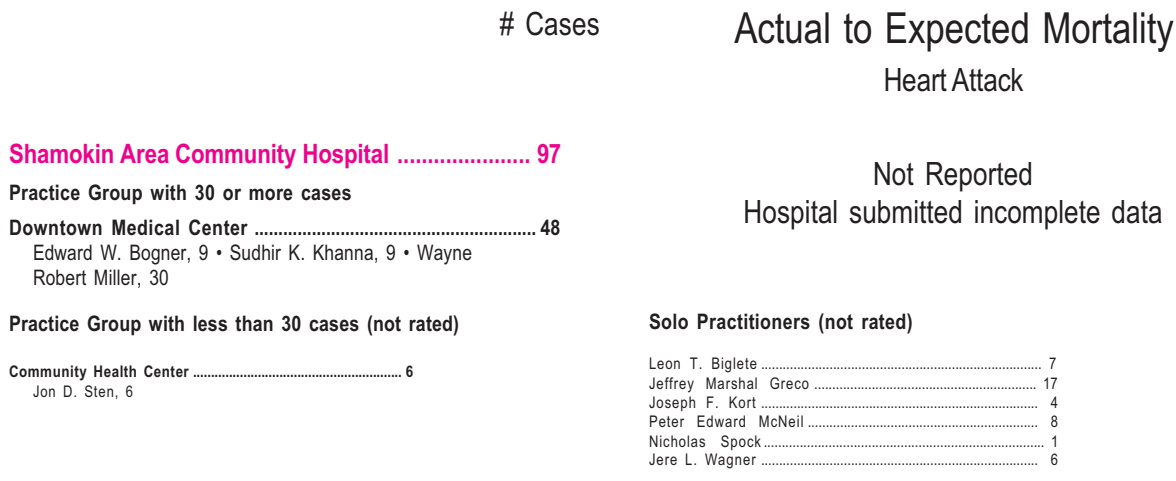 # Cases
Actual to Expected Mortality
Heart Attack
Shamokin Area Community Hospital ...................... 97
Not Reported
Hospital submitted incomplete data
Practice Group with 30 or more cases
Downtown Medical Center ........................................................... 48
Edward W. Bogner, 9 • Sudhir K. Khanna, 9 • Wayne
Robert Miller, 30
Practice Group with less than 30 cases (not rated)
Community Health Center .......................................................... 6
Jon D. Sten, 6
Solo Practitioners (not rated)
Leon T. Biglete .............................................................................. 7
Jeffrey Marshal Greco .............................................................. 17
Joseph F. Kort ............................................................................. 4
Peter Edward McNeil ................................................................ 8
Nicholas Spock .............................................................................. 1
Jere L. Wagner ............................................................................. 6